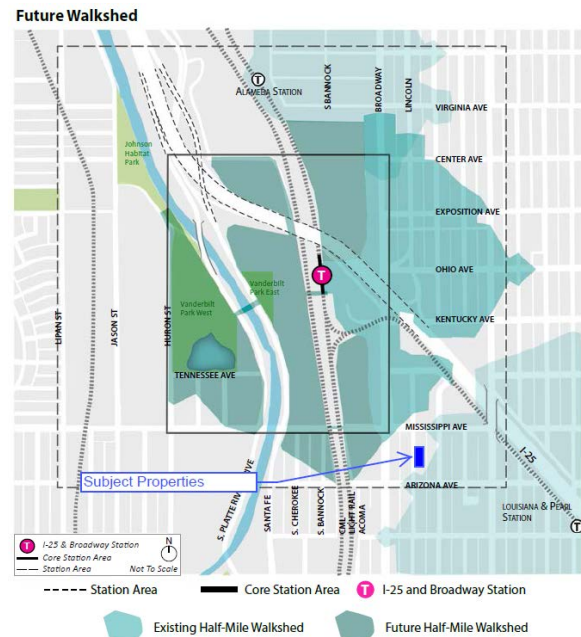 Future Walkshed
ALAMEDA STATION
S BANNOCK
BROADWAY
LINCOLN
VIRGINIA AVE
Johnson
Habitat
Park
CENTER AVE
EXPOSITION AVE
OHIO AVE
Vanderbilt
Park East
Vanderbilt
Park West
KENTUCKY AVE
LIPAN ST
JASON ST
HURON ST
TENNESSEE AVE
MISSISSIPPI AVE
Subject Properties
ARIZONA AVE
I-25
S. PLATTE RIVER DRIVE
SANTA FE
S. CHEROKEE
S. BANNOCK
CML
LIGHT RAIL
ACOMA
LOUISIANA & PEARL
STATION
T
T
T
T I-25 & Broadway Station
Core Station Area
Station Area
N
Not To Scale
Station Area
Core Station Area
T I-25 and Broadway Station
Existing Half-Mile Walkshed
Future Half-Mile Walkshed